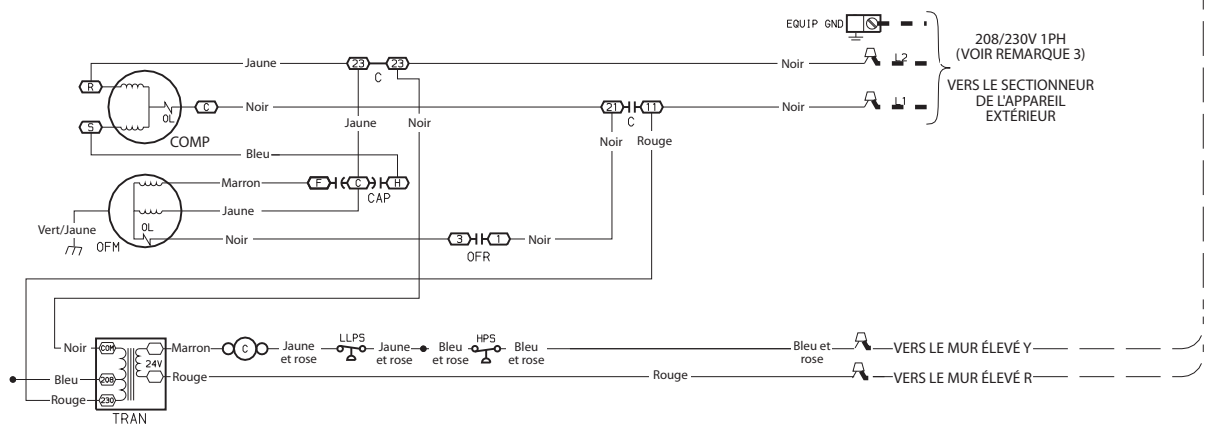 EQUIP GND
208/230V 1PH
(VOIR REMARQUE 3)
VERS LE SECTIONNEUR
DE L'APPAREIL
EXTÉRIEUR
Jaune
23
23
C
Noir
L2
R
C
Noir
21
11
C
Noir
L1
OL
S
COMP
Jaune
Noir
Noir
Rouge
Bleu
Marron
F
C
H
CAP
Jaune
Vert/Jaune
OL
OFM
Noir
3
1
Noir
OFR
Noir
COM
Marron
C
Jaune
et rose
LLPS
Jaune
et rose
Bleu
et rose
HPS
Bleu
et rose
Bleu et
rose
VERS LE MUR ÉLEVÉ Y
24V
Bleu
208
Rouge
Rouge
VERS LE MUR ÉLEVÉ R
Rouge
230
TRAN